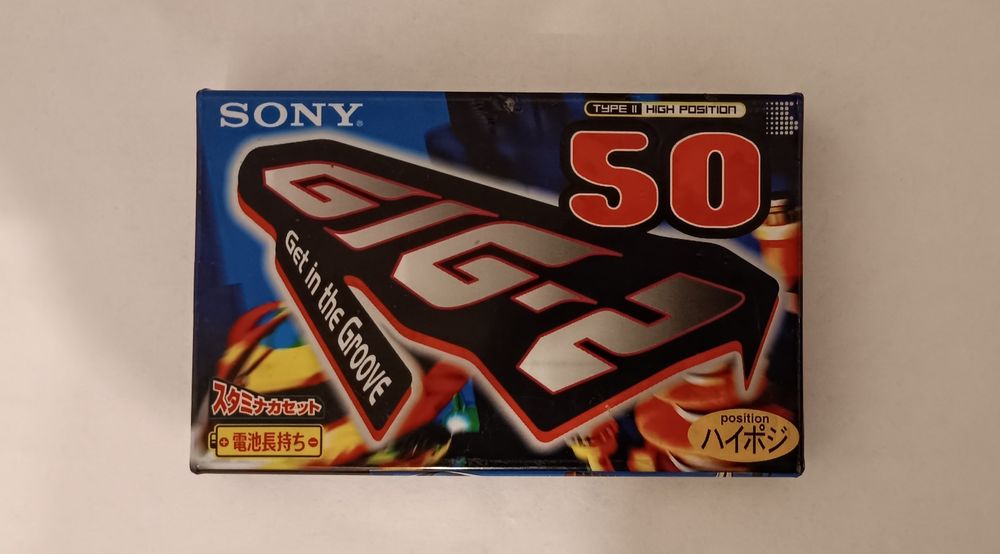 SONY®
TYPE II HIGH POSITION
50
GIG·2
Get in the Groove
スタミナカセット
+ 電池長持ち -
position
ハイポジ